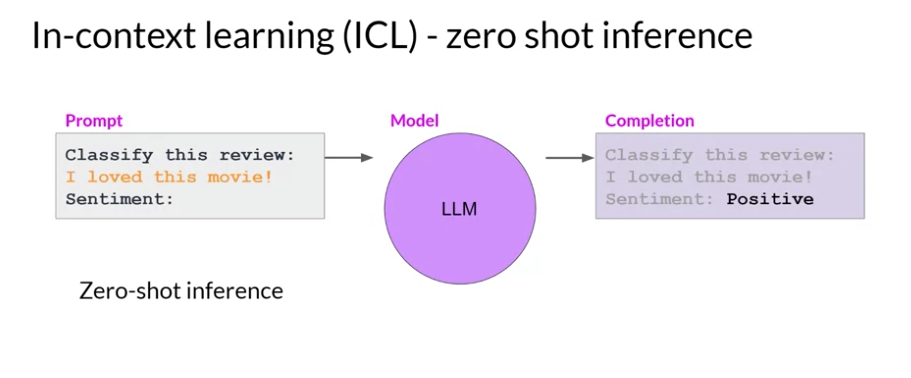 In-context learning (ICL) - zero shot inference
Prompt
Classify this review:
I loved this movie!
Sentiment:
Model
LLM
Completion
Classify this review:
I loved this movie!
Sentiment: Positive
Zero-shot inference